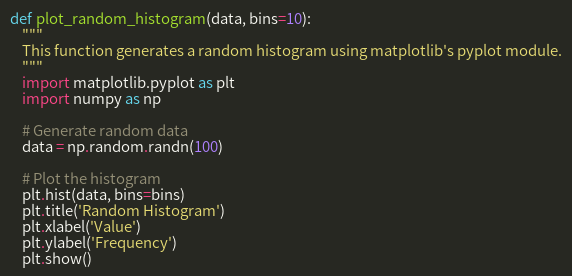 def plot_random_histogram(data, bins=10):
    """
    This function generates a random histogram using matplotlib's pyplot module.
    """
    import matplotlib.pyplot as plt
    import numpy as np

    # Generate random data
    data = np.random.randn(100)

    # Plot the histogram
    plt.hist(data, bins=bins)
    plt.title('Random Histogram')
    plt.xlabel('Value')
    plt.ylabel('Frequency')
    plt.show()